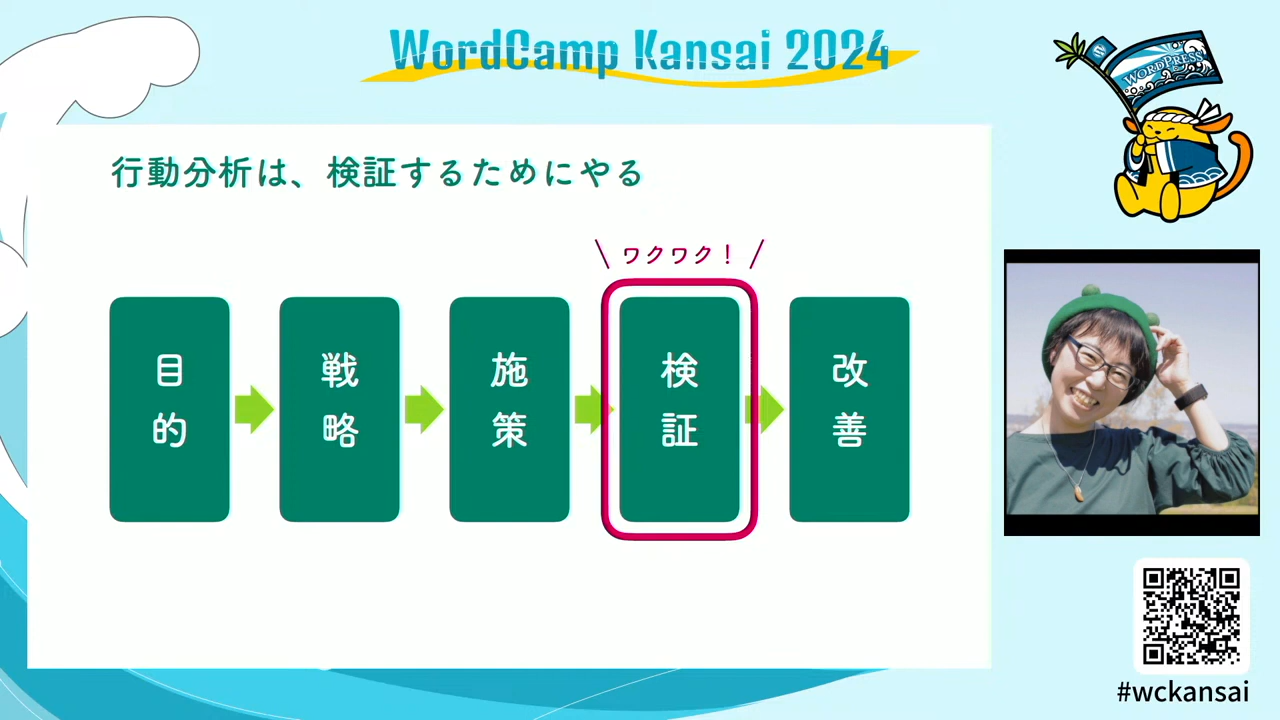 WordCamp Kansai 2024
WORDPRESS
行動分析は、検証するためにやる
\ ワクワク！ /
目的
戦略
施策
検証
改善
#wckansai